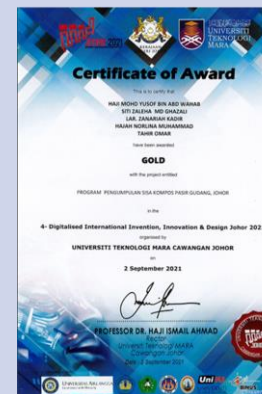 UNIVERSITI
TEKNOLOGI
MARA
Certificate of Award
This is to certify that
HAJI MOHD YUSOF BIN ABD WAHAB
SITI ZALEHA MD GHAZALI
LAR. ZANARIAH KADIR
HAJAH NORLINA MUHAMMAD
TAHIR OMAR
have been awarded
GOLD
with the project entitled
PROGRAM PENGUMPULAN SISA KOMPOS PASIR GUDANG, JOHOR
in the
4- Digitalised International Invention, Innovation & Design Johor 202
organised by
UNIVERSITI TEKNOLOGI MARA CAWANGAN JOHOR
on
2 September 2021
PROFESSOR DR. HAJI ISMAIL AHMAD
Rector
Universiti Teknologi MARA
Cawangan Johor